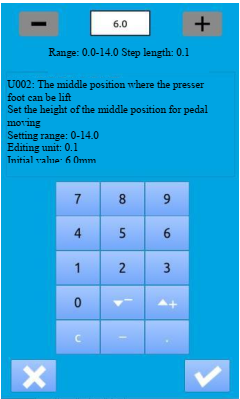 − 6.0 +
Range: 0.0-14.0 Step length: 0.1
U002: The middle position where the presser
foot can be lift
Set the height of the middle position for pedal
moving
Setting range: 0-14.0
Editing unit: 0.1
Initial value: 6.0mm
7 8 9
4 5 6
1 2 3
0 ▼− ▲+
C − .